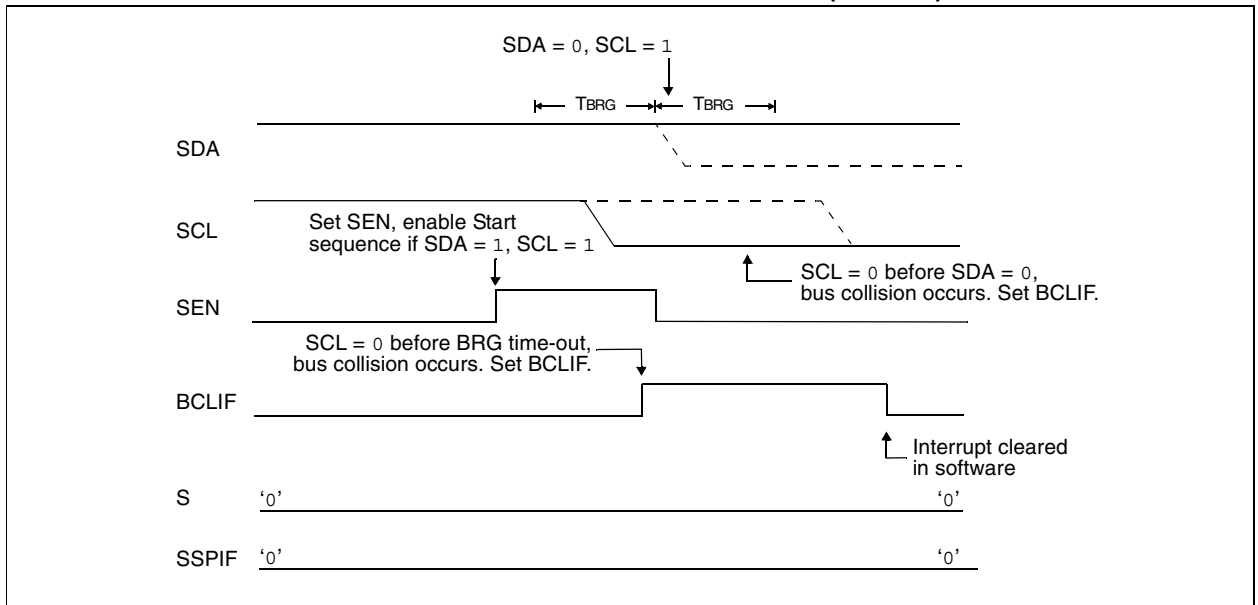 SDA = 0, SCL = 1
TBRG TBRG
SDA
SCL
Set SEN, enable Start
sequence if SDA = 1, SCL = 1
SCL = 0 before SDA = 0,
bus collision occurs. Set BCLIF.
SEN
SCL = 0 before BRG time-out,
bus collision occurs. Set BCLIF.
BCLIF
Interrupt cleared
in software
S ‘0’ ‘0’
SSPIF ‘0’ ‘0’